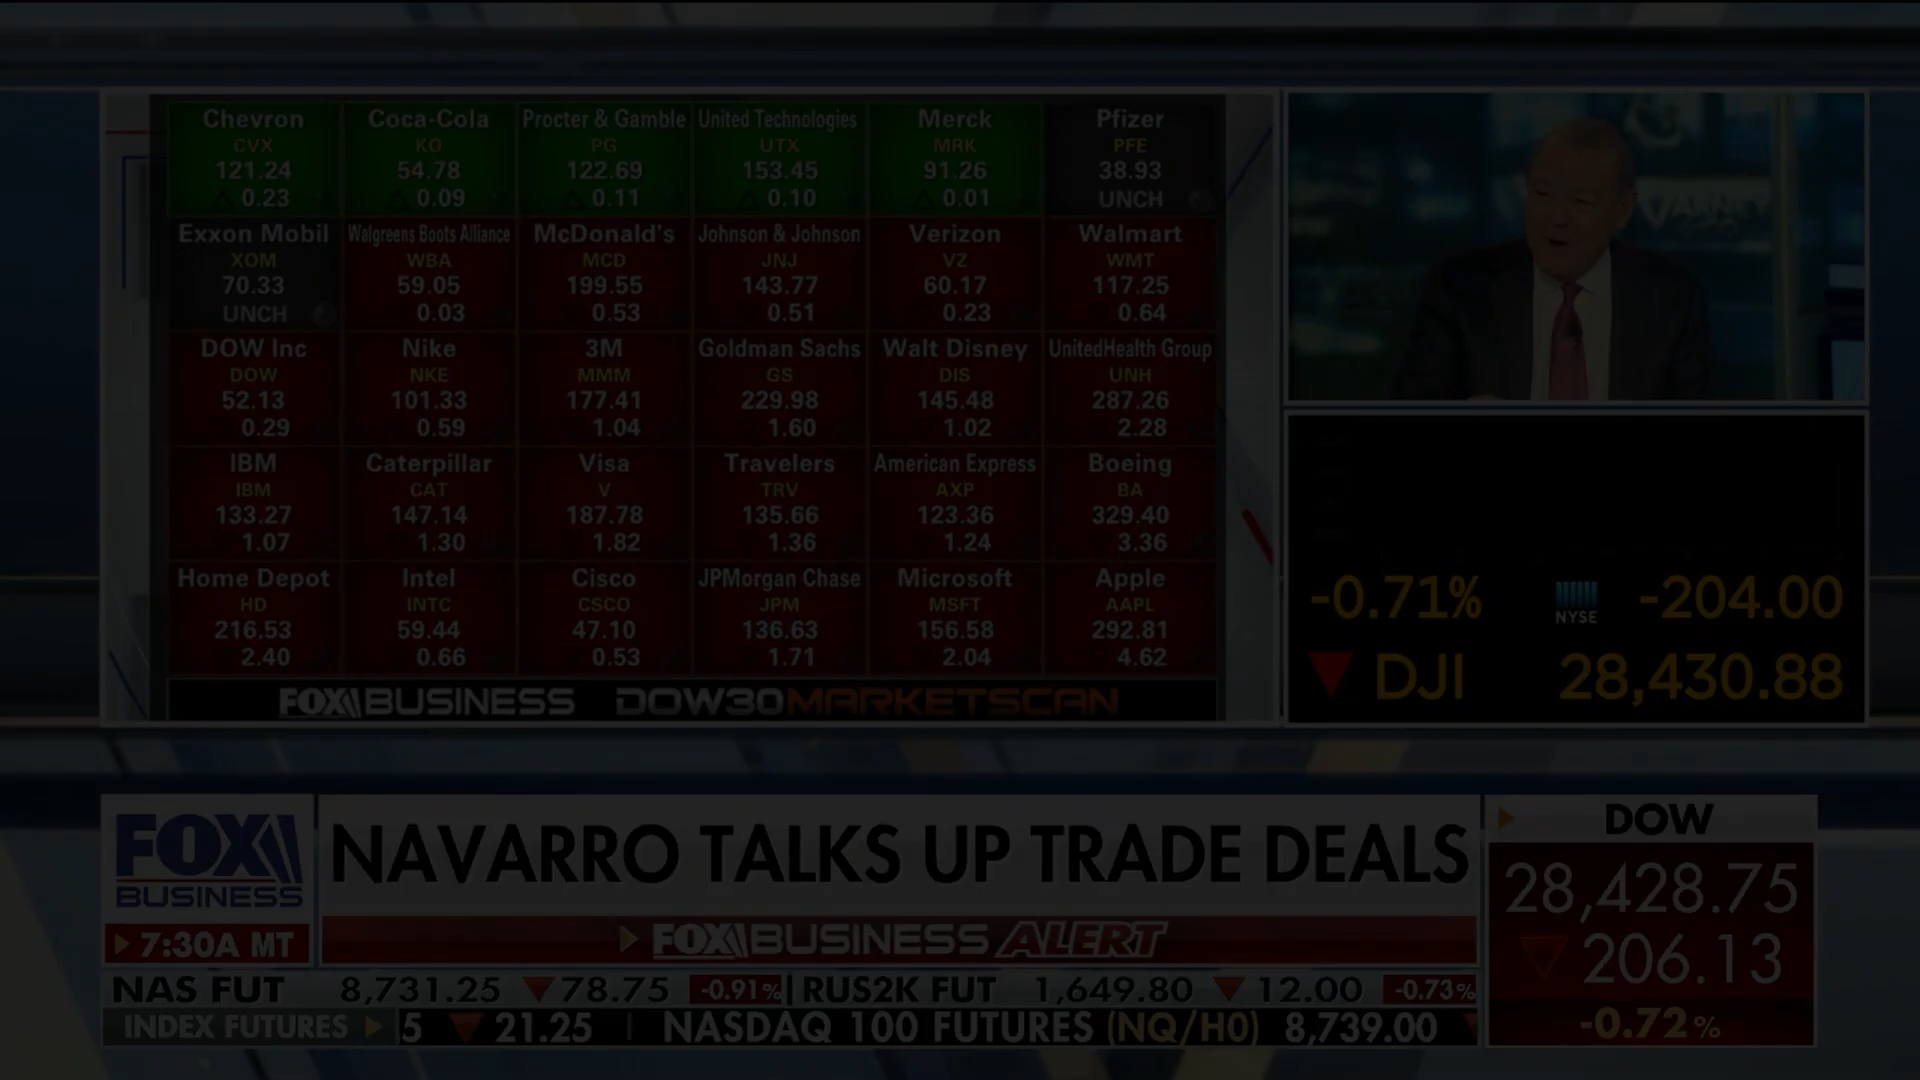 Chevron Coca-Cola Procter & Gamble United Technologies Merck Pfizer
CVX KO PG UTX MRK PFE
121.24 54.78 122.69 153.45 91.26 38.93
0.23 0.09 0.11 0.10 0.01 UNCH
Exxon Mobil Walgreens Boots Alliance McDonald's Johnson & Johnson Verizon Walmart
XOM WBA MCD JNJ VZ WMT
70.33 59.05 199.55 143.77 60.17 117.25
UNCH 0.03 0.53 0.51 0.23 0.64
DOW Inc Nike 3M Goldman Sachs Walt Disney UnitedHealth Group
DOW NKE MMM GS DIS UNH
52.13 101.33 177.41 229.98 145.48 287.26
0.29 0.59 1.04 1.60 1.02 2.28
IBM Caterpillar Visa Travelers American Express Boeing
IBM CAT V TRV AXP BA
133.27 147.14 187.78 135.66 123.36 329.40
1.07 1.30 1.82 1.36 1.24 3.36
Home Depot Intel Cisco JPMorgan Chase Microsoft Apple
HD INTC CSCO JPM MSFT AAPL
216.53 59.44 47.10 136.63 156.58 292.81
2.40 0.66 0.53 1.71 2.04 4.62
FOX BUSINESS DOW30MARKETSCAN
-0.71% NYSE -204.00
DJI 28,430.88
FOX
BUSINESS
7:30A MT
NAVARRO TALKS UP TRADE DEALS
FOX BUSINESS ALERT
DOW
28,428.75
206.13
-0.72%
NAS FUT 8,731.25 78.75 -0.91% RUS2K FUT 1,649.80 12.00 -0.73%
INDEX FUTURES 5 21.25 | NASDAQ 100 FUTURES (NQ/H0) 8,739.00